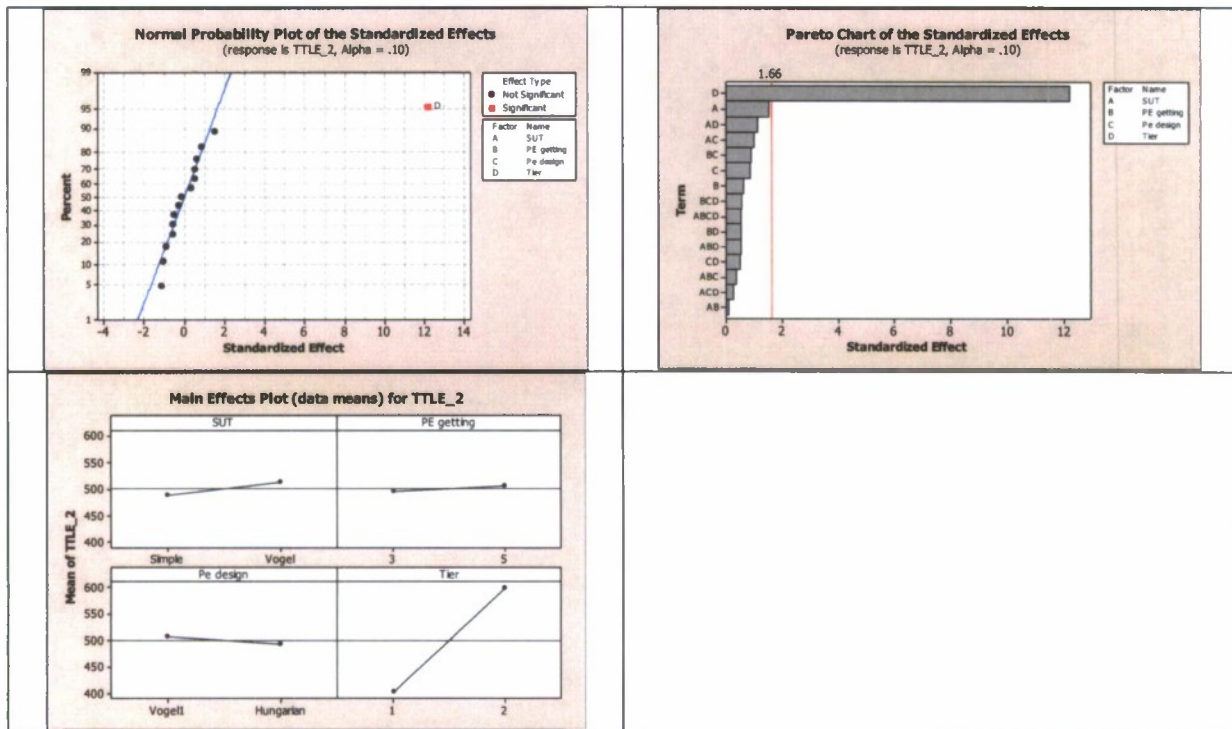 Normal Probability Plot of the Standardized Effects
(response is TTLE_2, Alpha = .10)
99
95
90
80
70
60
50
40
30
20
10
5
1
Percent
D
-4 -2 0 2 4 6 8 10 12 14
Standardized Effect
Effect Type
Not Significant
Significant
Factor Name
A SUT
B PE getting
C Pe design
D Tier
Pareto Chart of the Standardized Effects
(response is TTLE_2, Alpha = .10)
1.66
Term
D
A
AD
AC
BC
C
B
BCD
ABCD
BD
ABD
CD
ABC
ACD
AB
0 2 4 6 8 10 12
Standardized Effect
Factor Name
A SUT
B PE getting
C Pe design
D Tier
Main Effects Plot (data means) for TTLE_2
SUT PE getting
600
550
500
450
400
Simple Vogel 3 5
Mean of TTLE_2
Pe design Tier
600
550
500
450
400
Vogel1 Hungarian 1 2